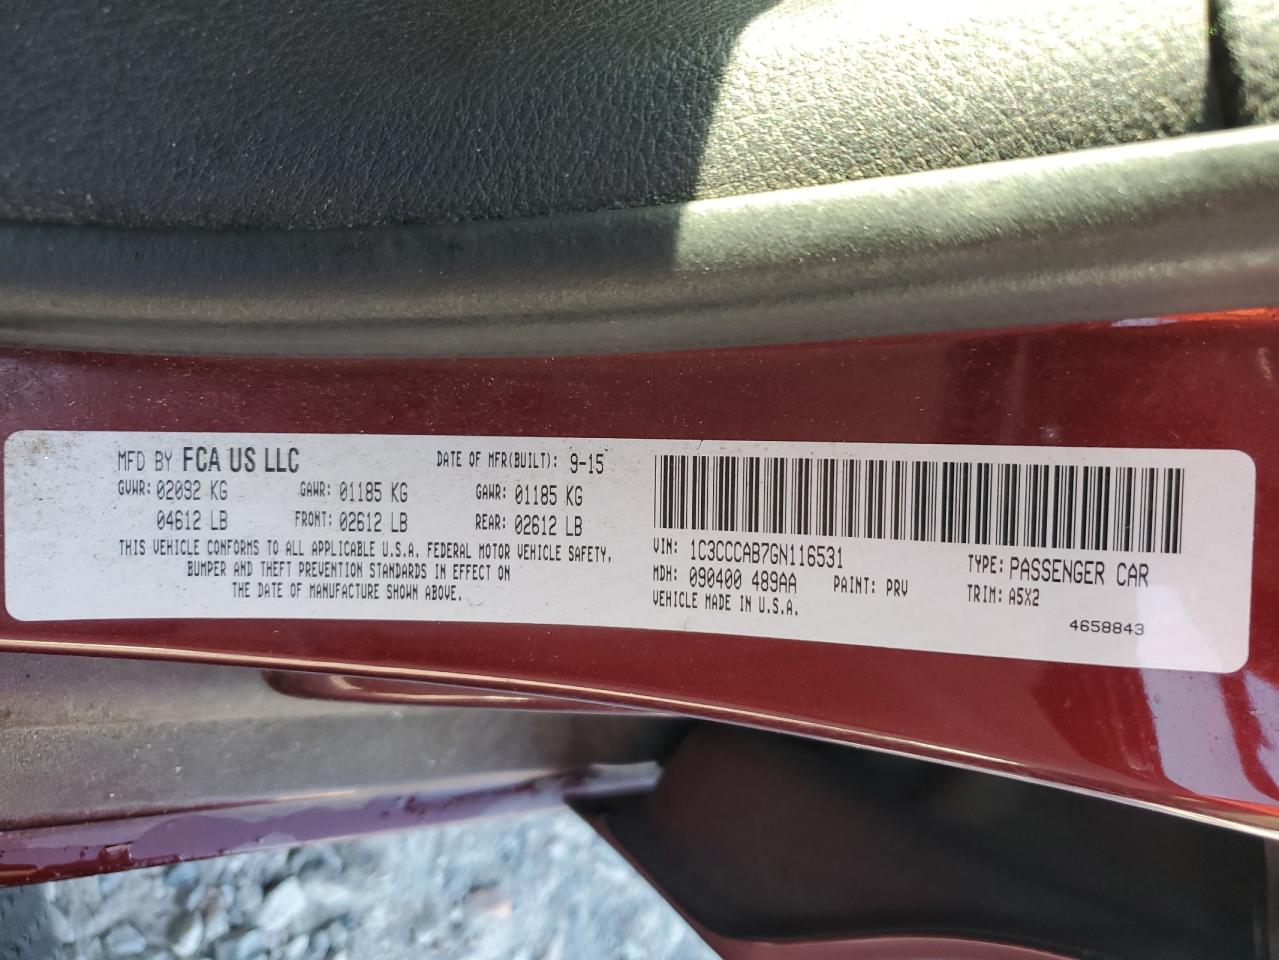 MFD BY FCA US LLC DATE OF MFR(BUILT): 9-15
GVWR: 02092 KG GAWR: 01185 KG GAWR: 01185 KG
04612 LB FRONT: 02612 LB REAR: 02612 LB
THIS VEHICLE CONFORMS TO ALL APPLICABLE U.S.A. FEDERAL MOTOR VEHICLE SAFETY,
BUMPER AND THEFT PREVENTION STANDARDS IN EFFECT ON
THE DATE OF MANUFACTURE SHOWN ABOVE.
VIN: 1C3CCCAB7GN116531 TYPE: PASSENGER CAR
MDH: 090400 489AA PAINT: PRV TRIM: A5X2
VEHICLE MADE IN U.S.A.
4658843